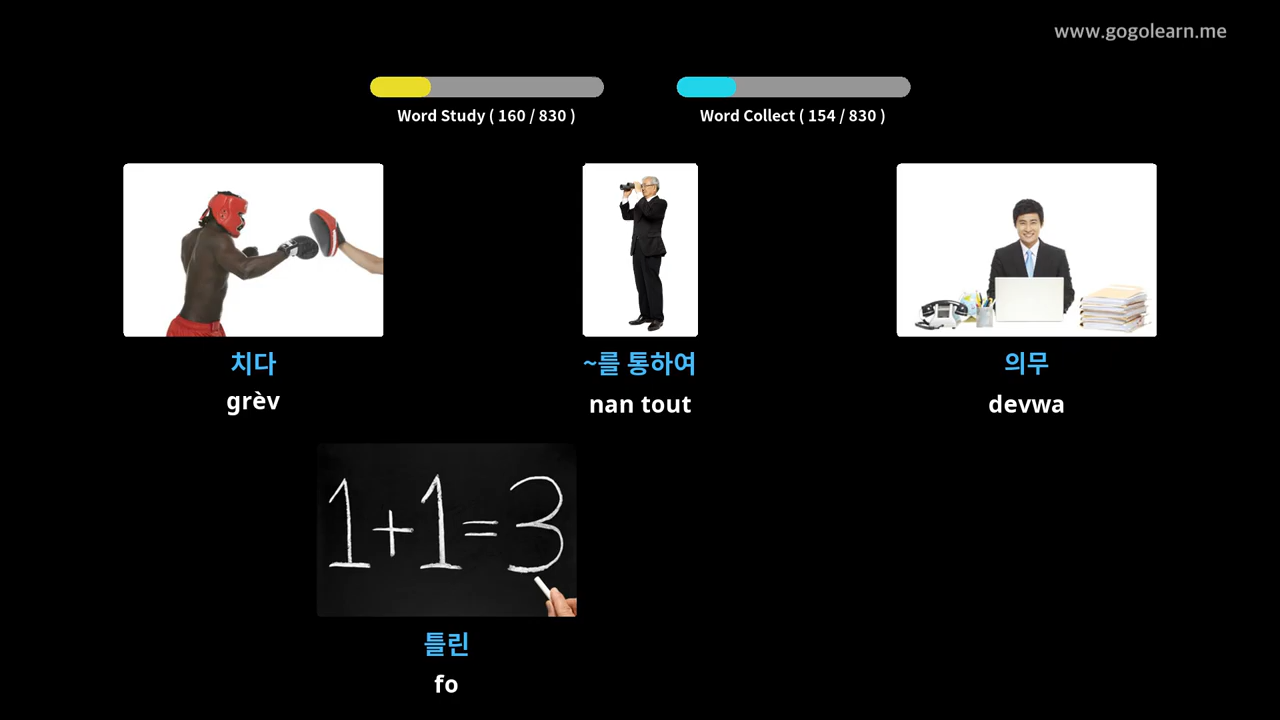 www.gogolearn.me
Word Study ( 160 / 830 )
Word Collect ( 154 / 830 )
치다
grèv
~를 통하여
nan tout
의무
devwa
1+1=3
틀린
fo